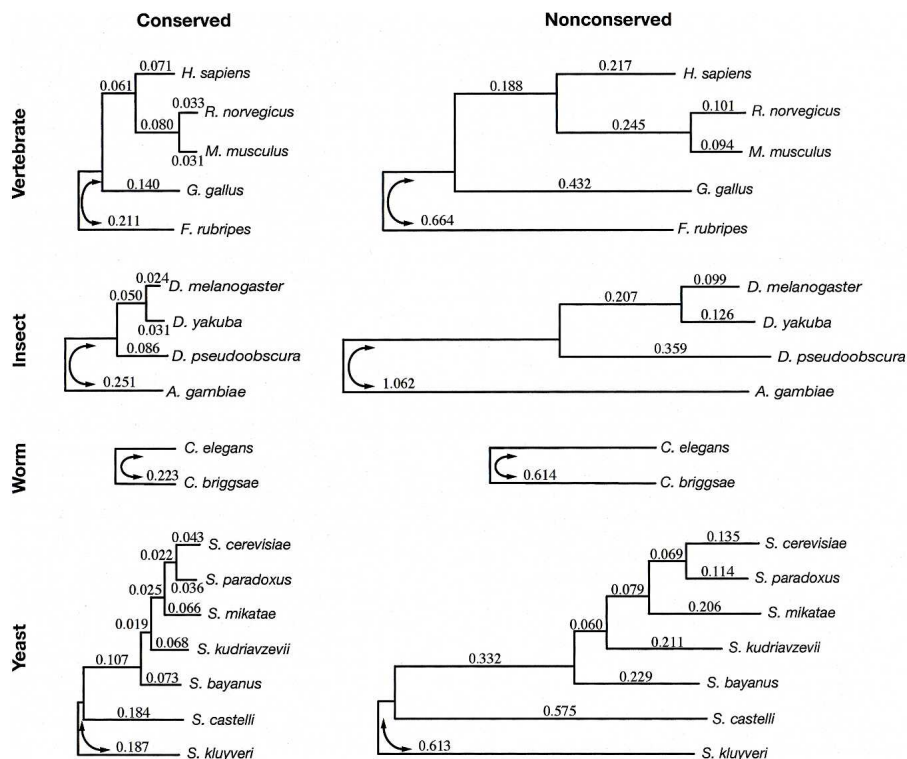 Conserved Nonconserved
Vertebrate
0.071 H. sapiens 0.217 H. sapiens
0.061 0.188
0.033 R. norvegicus 0.101 R. norvegicus
0.080 0.245
0.031 M. musculus 0.094 M. musculus
0.140 G. gallus 0.432 G. gallus
0.211 F. rubripes 0.664 F. rubripes
Insect
0.024 D. melanogaster 0.099 D. melanogaster
0.050 0.207
0.031 D. yakuba 0.126 D. yakuba
0.086 D. pseudoobscura 0.359 D. pseudoobscura
0.251 A. gambiae 1.062 A. gambiae
Worm
C. elegans C. elegans
0.223 C. briggsae 0.614 C. briggsae
Yeast
0.043 S. cerevisiae 0.135 S. cerevisiae
0.022 0.069
0.036 S. paradoxus 0.114 S. paradoxus
0.025 0.079
0.066 S. mikatae 0.206 S. mikatae
0.019 0.060
0.068 S. kudriavzevii 0.211 S. kudriavzevii
0.107 0.332
0.073 S. bayanus 0.229 S. bayanus
0.184 S. castelli 0.575 S. castelli
0.187 S. kluyveri 0.613 S. kluyveri